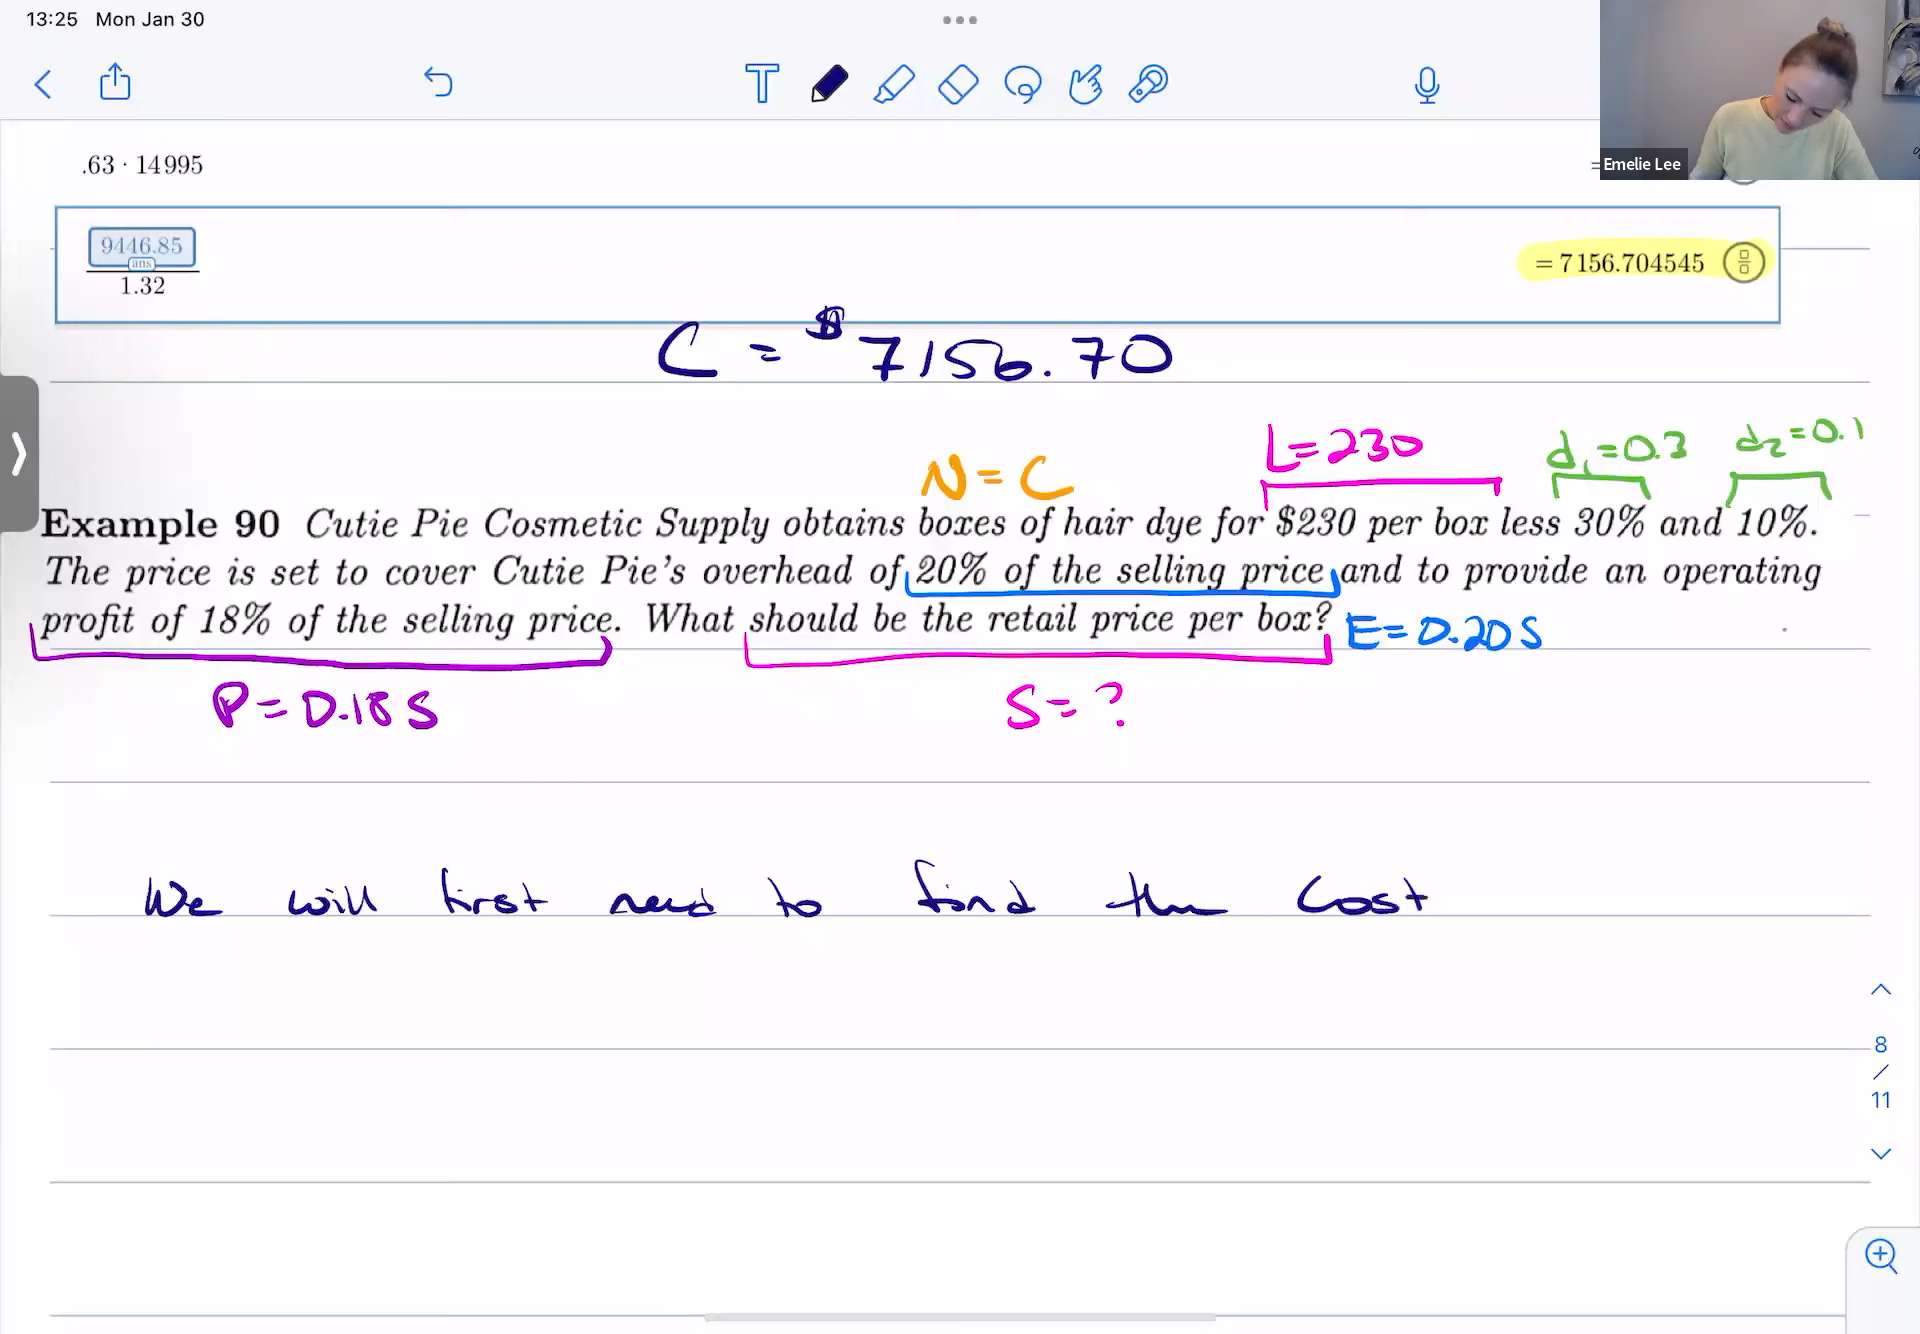 13:25 Mon Jan 30
Emelie Lee
.63 · 14995
=
9446.85
ans
1.32
= 7156.704545
C = $7156.70
N = C
L = 230
d₁ = 0.3
d₂ = 0.1
Example 90 Cutie Pie Cosmetic Supply obtains boxes of hair dye for $230 per box less 30% and 10%.
The price is set to cover Cutie Pie's overhead of 20% of the selling price and to provide an operating
profit of 18% of the selling price. What should be the retail price per box?
E = 0.20S
P = 0.18S
S = ?
We will first need to find the cost
8
/
11